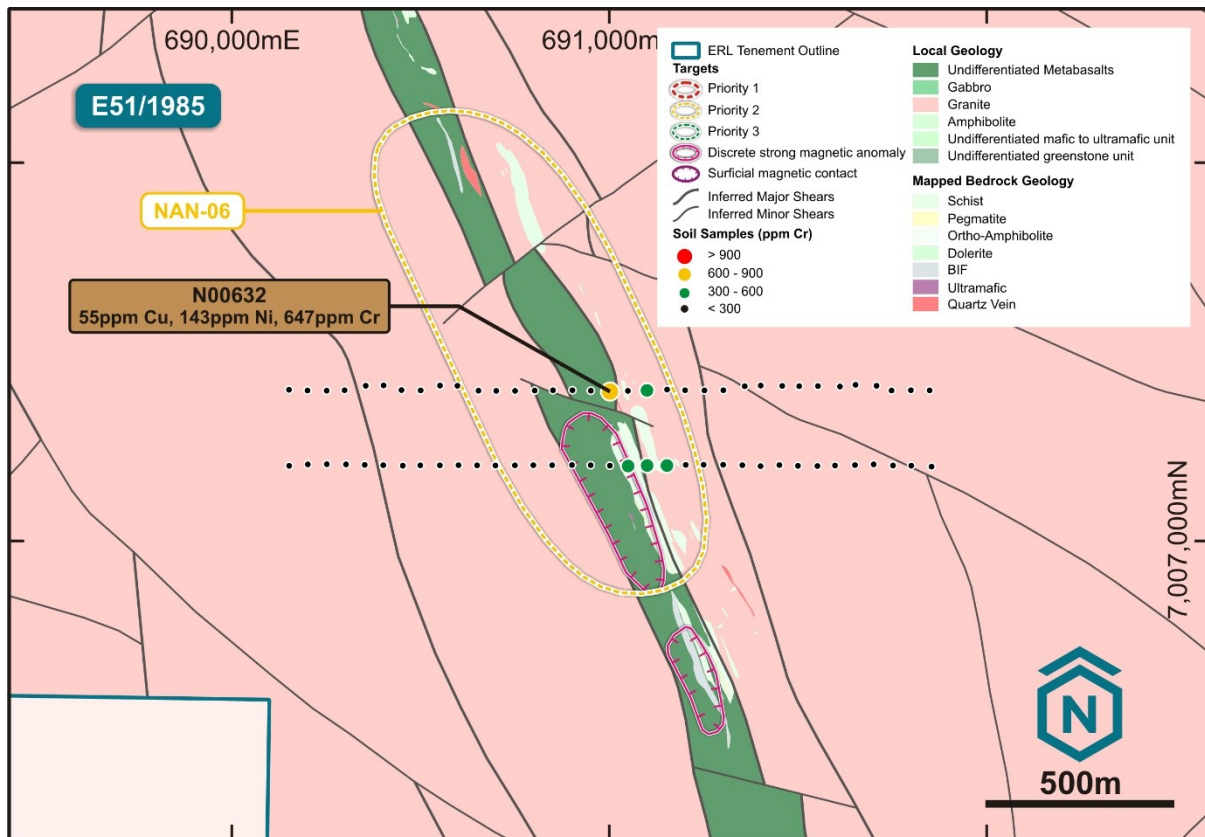 690,000mE
691,000m
E51/1985
NAN-06
N00632
55ppm Cu, 143ppm Ni, 647ppm Cr
ERL Tenement Outline
Targets
Priority 1
Priority 2
Priority 3
Discrete strong magnetic anomaly
Surficial magnetic contact
Inferred Major Shears
Inferred Minor Shears
Soil Samples (ppm Cr)
> 900
600 - 900
300 - 600
< 300
Local Geology
Undifferentiated Metabasalts
Gabbro
Granite
Amphibolite
Undifferentiated mafic to ultramafic unit
Undifferentiated greenstone unit
Mapped Bedrock Geology
Schist
Pegmatite
Ortho-Amphibolite
Dolerite
BIF
Ultramafic
Quartz Vein
7,007,000mN
N
500m